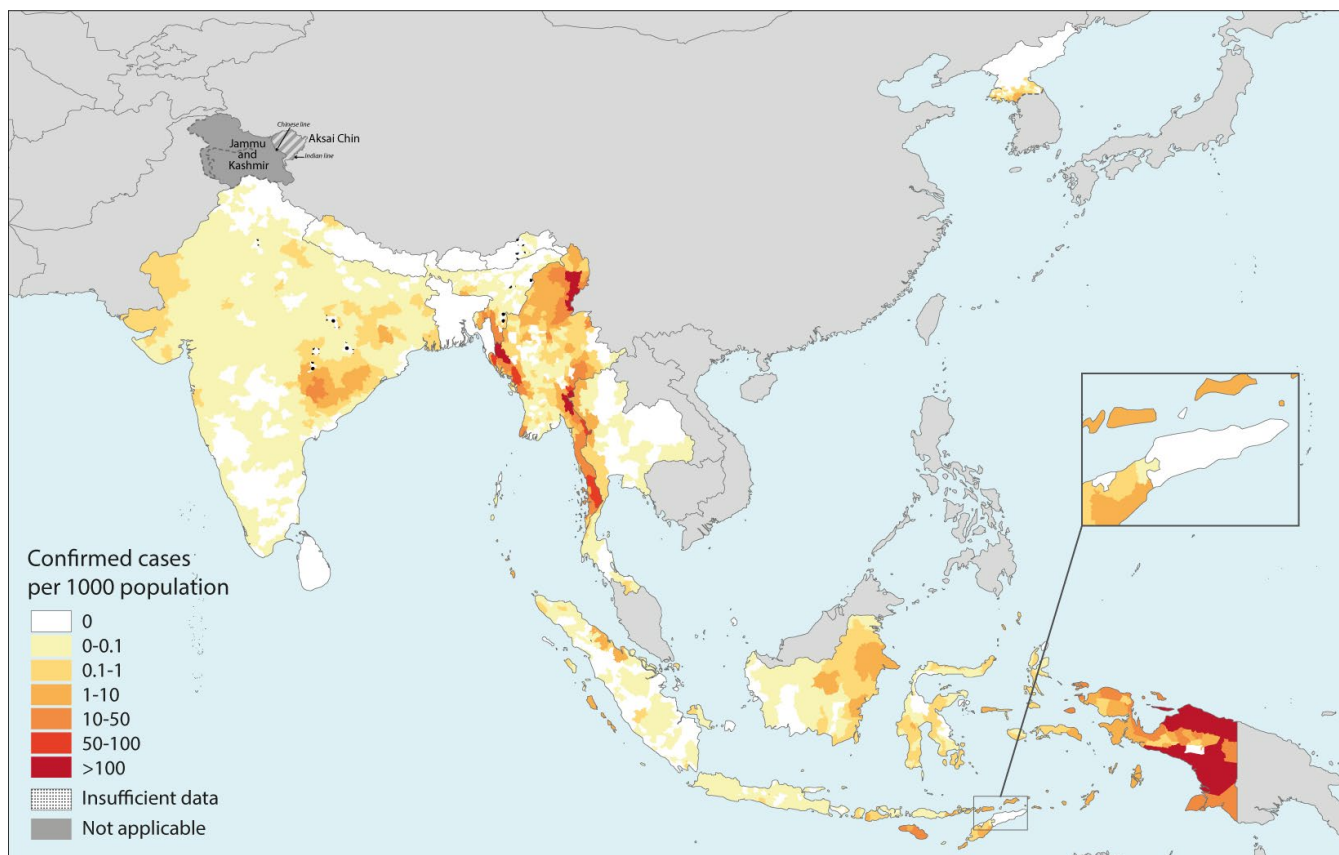 Chinese line
Aksai Chin
Jammu
and
Kashmir
Indian line
Confirmed cases
per 1000 population
0
0-0.1
0.1-1
1-10
10-50
50-100
>100
Insufficient data
Not applicable